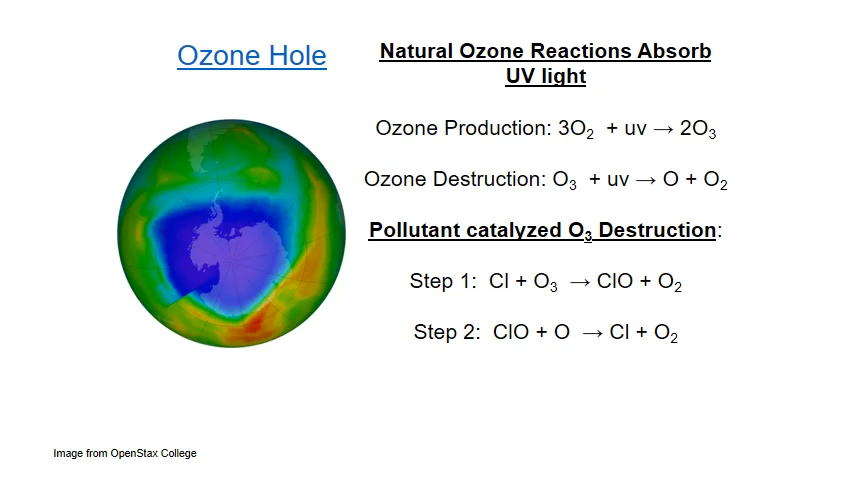 Ozone Hole
Natural Ozone Reactions Absorb
UV light
Ozone Production: 3O₂ + uv → 2O₃
Ozone Destruction: O₃ + uv → O + O₂
Pollutant catalyzed O₃ Destruction:
Step 1: Cl + O₃ → ClO + O₂
Step 2: ClO + O → Cl + O₂
Image from OpenStax College